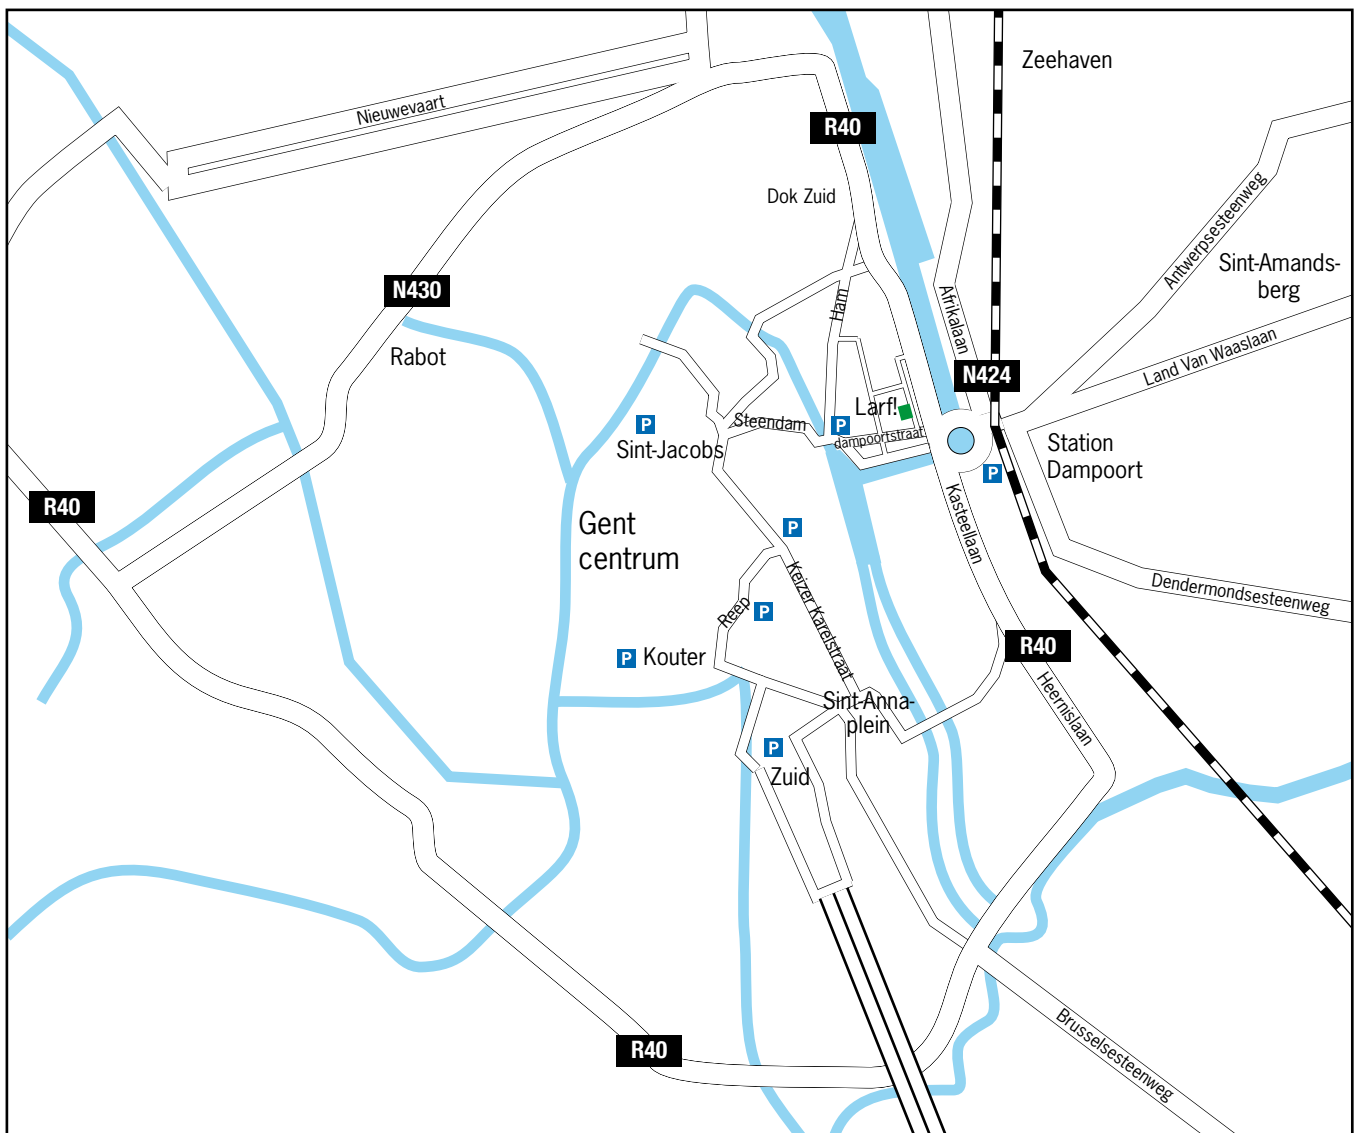 Zeehaven
Nieuwevaart
R40
Dok Zuid
Antwerpsesteenweg
Sint-Amands-
berg
N430
Ham
Afrikalaan
Rabot
Land Van Waaslaan
N424
Larf!
P
Steendam
P
dampoortstraat
Sint-Jacobs
Station
Dampoort
P
R40
Kasteellaan
Gent
centrum
P
Keizer Karelstraat
Dendermondsesteenweg
Reep
P
R40
P Kouter
Heernislaan
Sint-Anna-
plein
P
Zuid
Brusselsesteenweg
R40